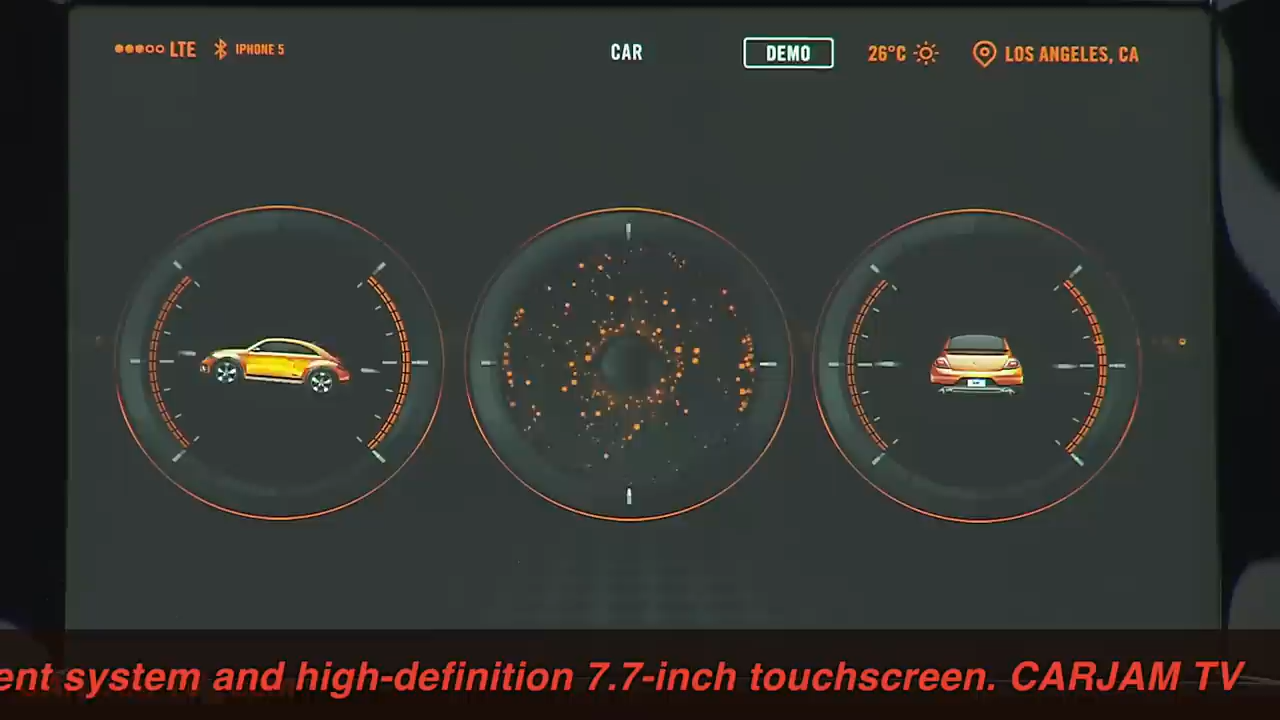 LTE IPHONE 5 CAR DEMO 26°C LOS ANGELES, CA
ent system and high-definition 7.7-inch touchscreen. CARJAM TV